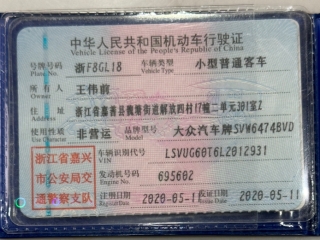 中华人民共和国机动车行驶证
Vehicle License of the People's Republic of China
号牌号码 浙F8GL18 车辆类型 小型普通客车
Plate No. Vehicle Type
所有人 王伟前
Owner
住址 浙江省嘉善县魏塘街道解放四村17幢二单元301室Z
Address
使用性质 非营运 品牌型号 大众汽车牌SVW6474BVD
Use Character Model
浙江省嘉兴
市公安局交
通警察支队
车辆识别代号 LSVUG60T6L2012931
VIN
发动机号码 695602
Engine No.
注册日期 2020-05-11 发证日期 2020-05-11
Register Date Issue Date